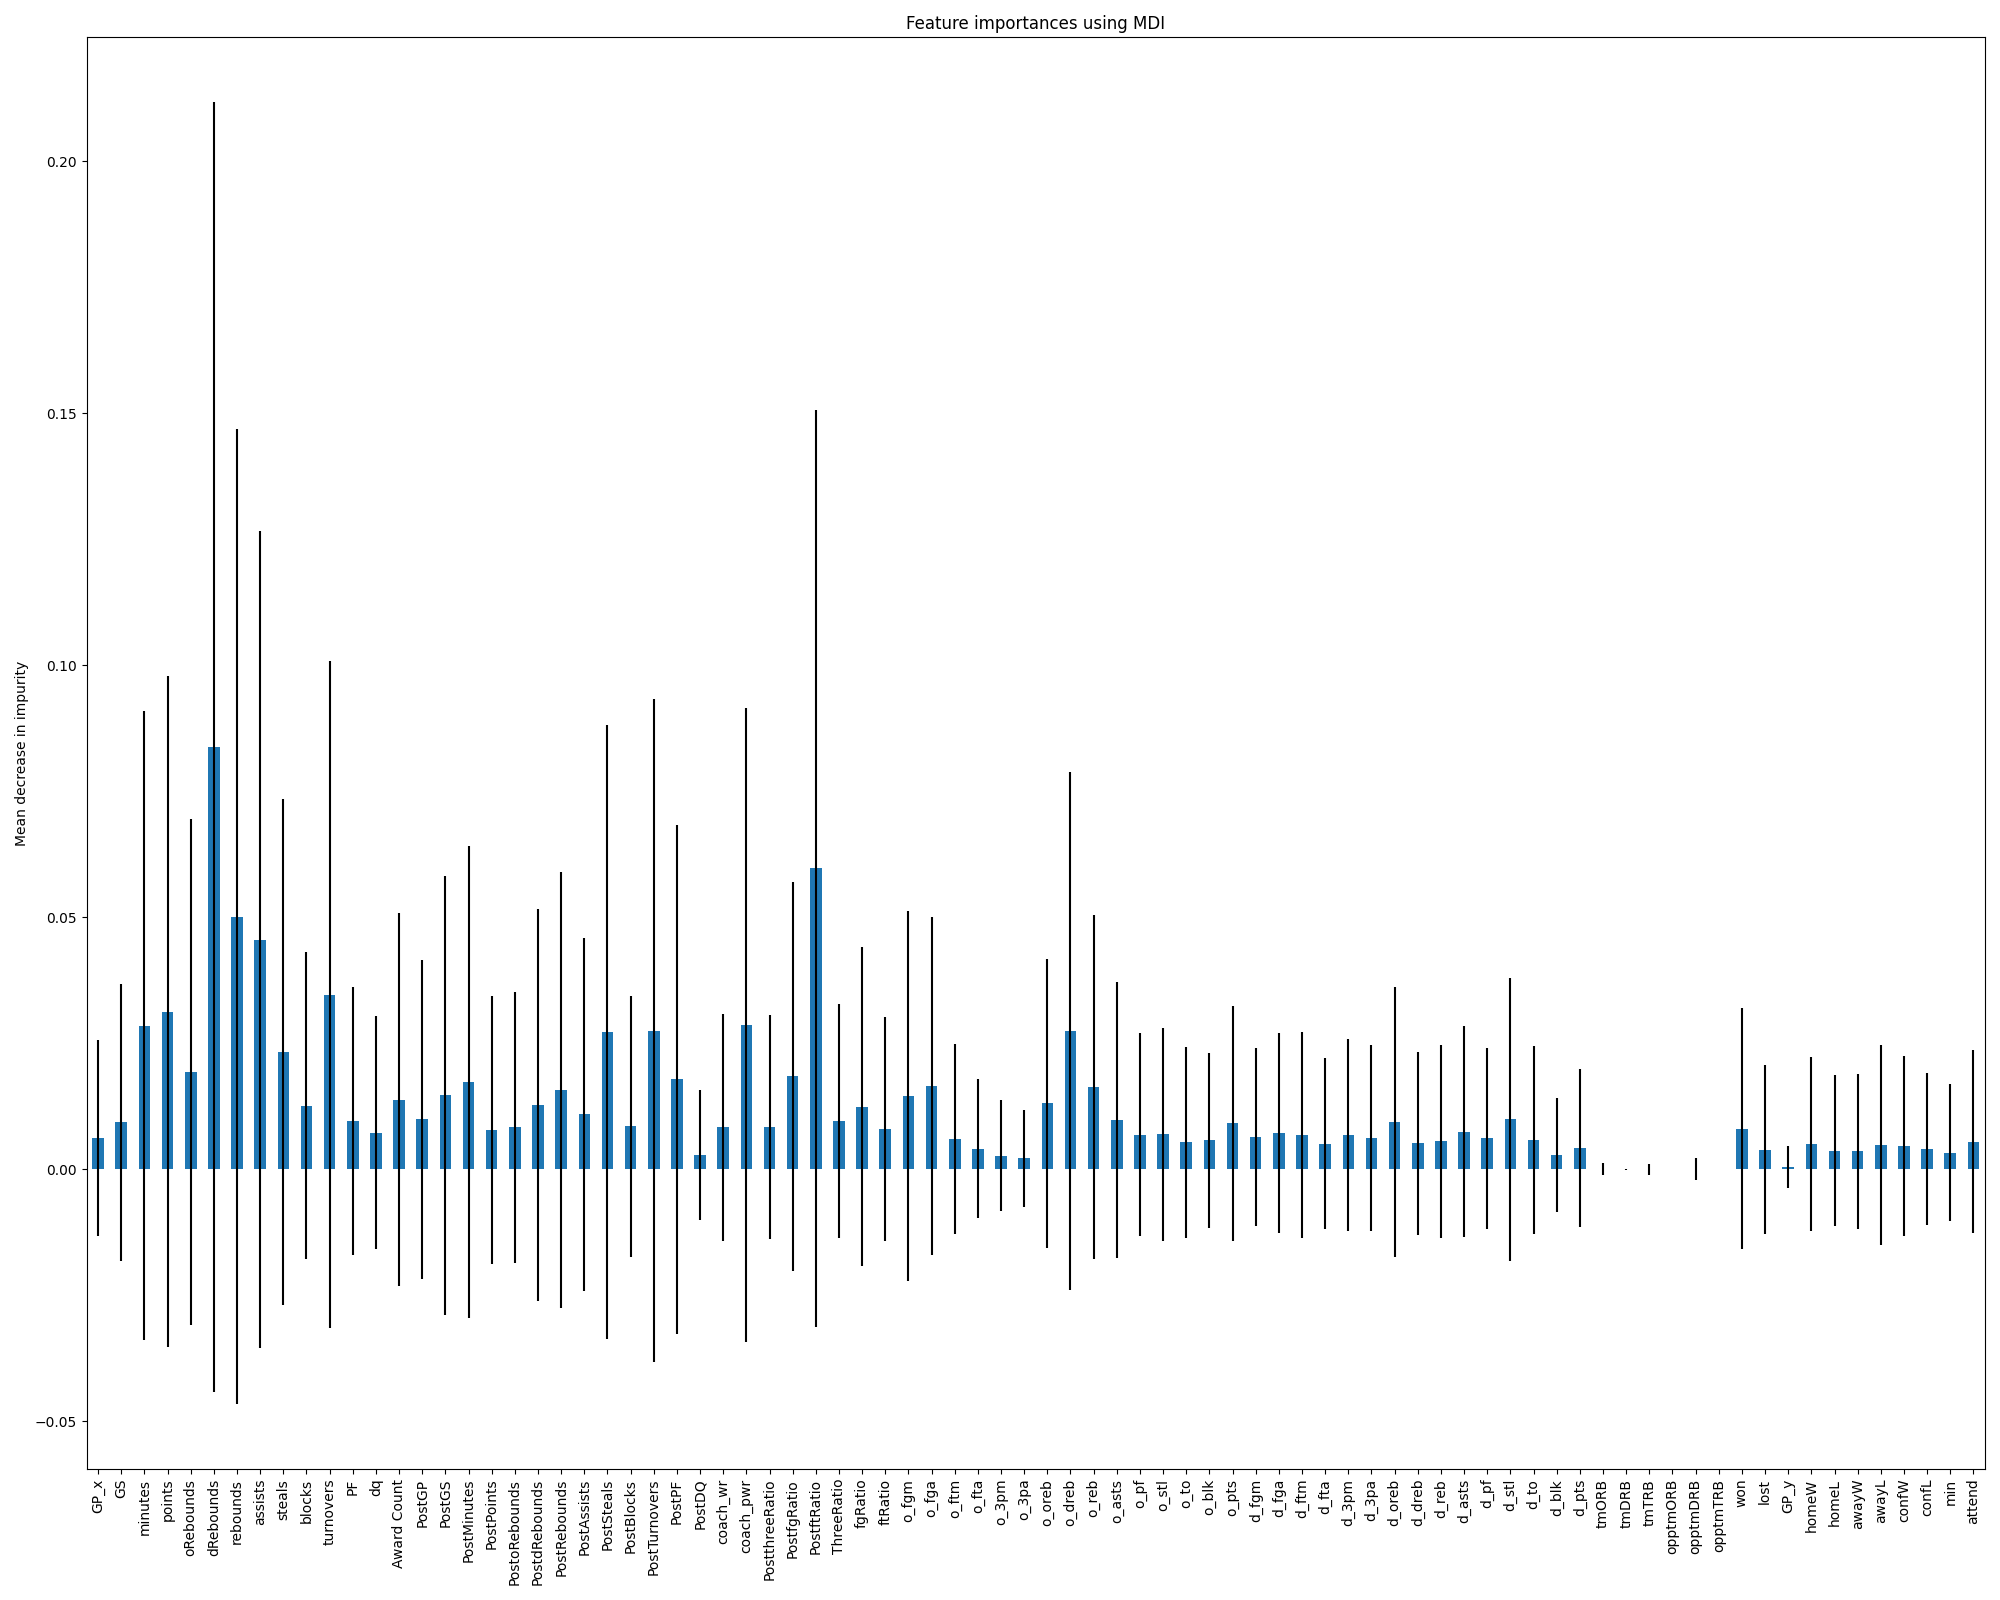 Feature importances using MDI
Mean decrease in impurity
0.20
0.15
0.10
0.05
0.00
−0.05
GP_x
GS
minutes
points
oRebounds
dRebounds
rebounds
assists
steals
blocks
turnovers
PF
dq
Award Count
PostGP
PostGS
PostMinutes
PostPoints
PostoRebounds
PostdRebounds
PostRebounds
PostAssists
PostSteals
PostBlocks
PostTurnovers
PostPF
PostDQ
coach_wr
coach_pwr
PostthreeRatio
PostfgRatio
PostftRatio
ThreeRatio
fgRatio
ftRatio
o_fgm
o_fga
o_ftm
o_fta
o_3pm
o_3pa
o_oreb
o_dreb
o_reb
o_asts
o_pf
o_stl
o_to
o_blk
o_pts
d_fgm
d_fga
d_ftm
d_fta
d_3pm
d_3pa
d_oreb
d_dreb
d_reb
d_asts
d_pf
d_stl
d_to
d_blk
d_pts
tmORB
tmDRB
tmTRB
opptmORB
opptmDRB
opptmTRB
won
lost
GP_y
homeW
homeL
awayW
awayL
confW
confL
min
attend